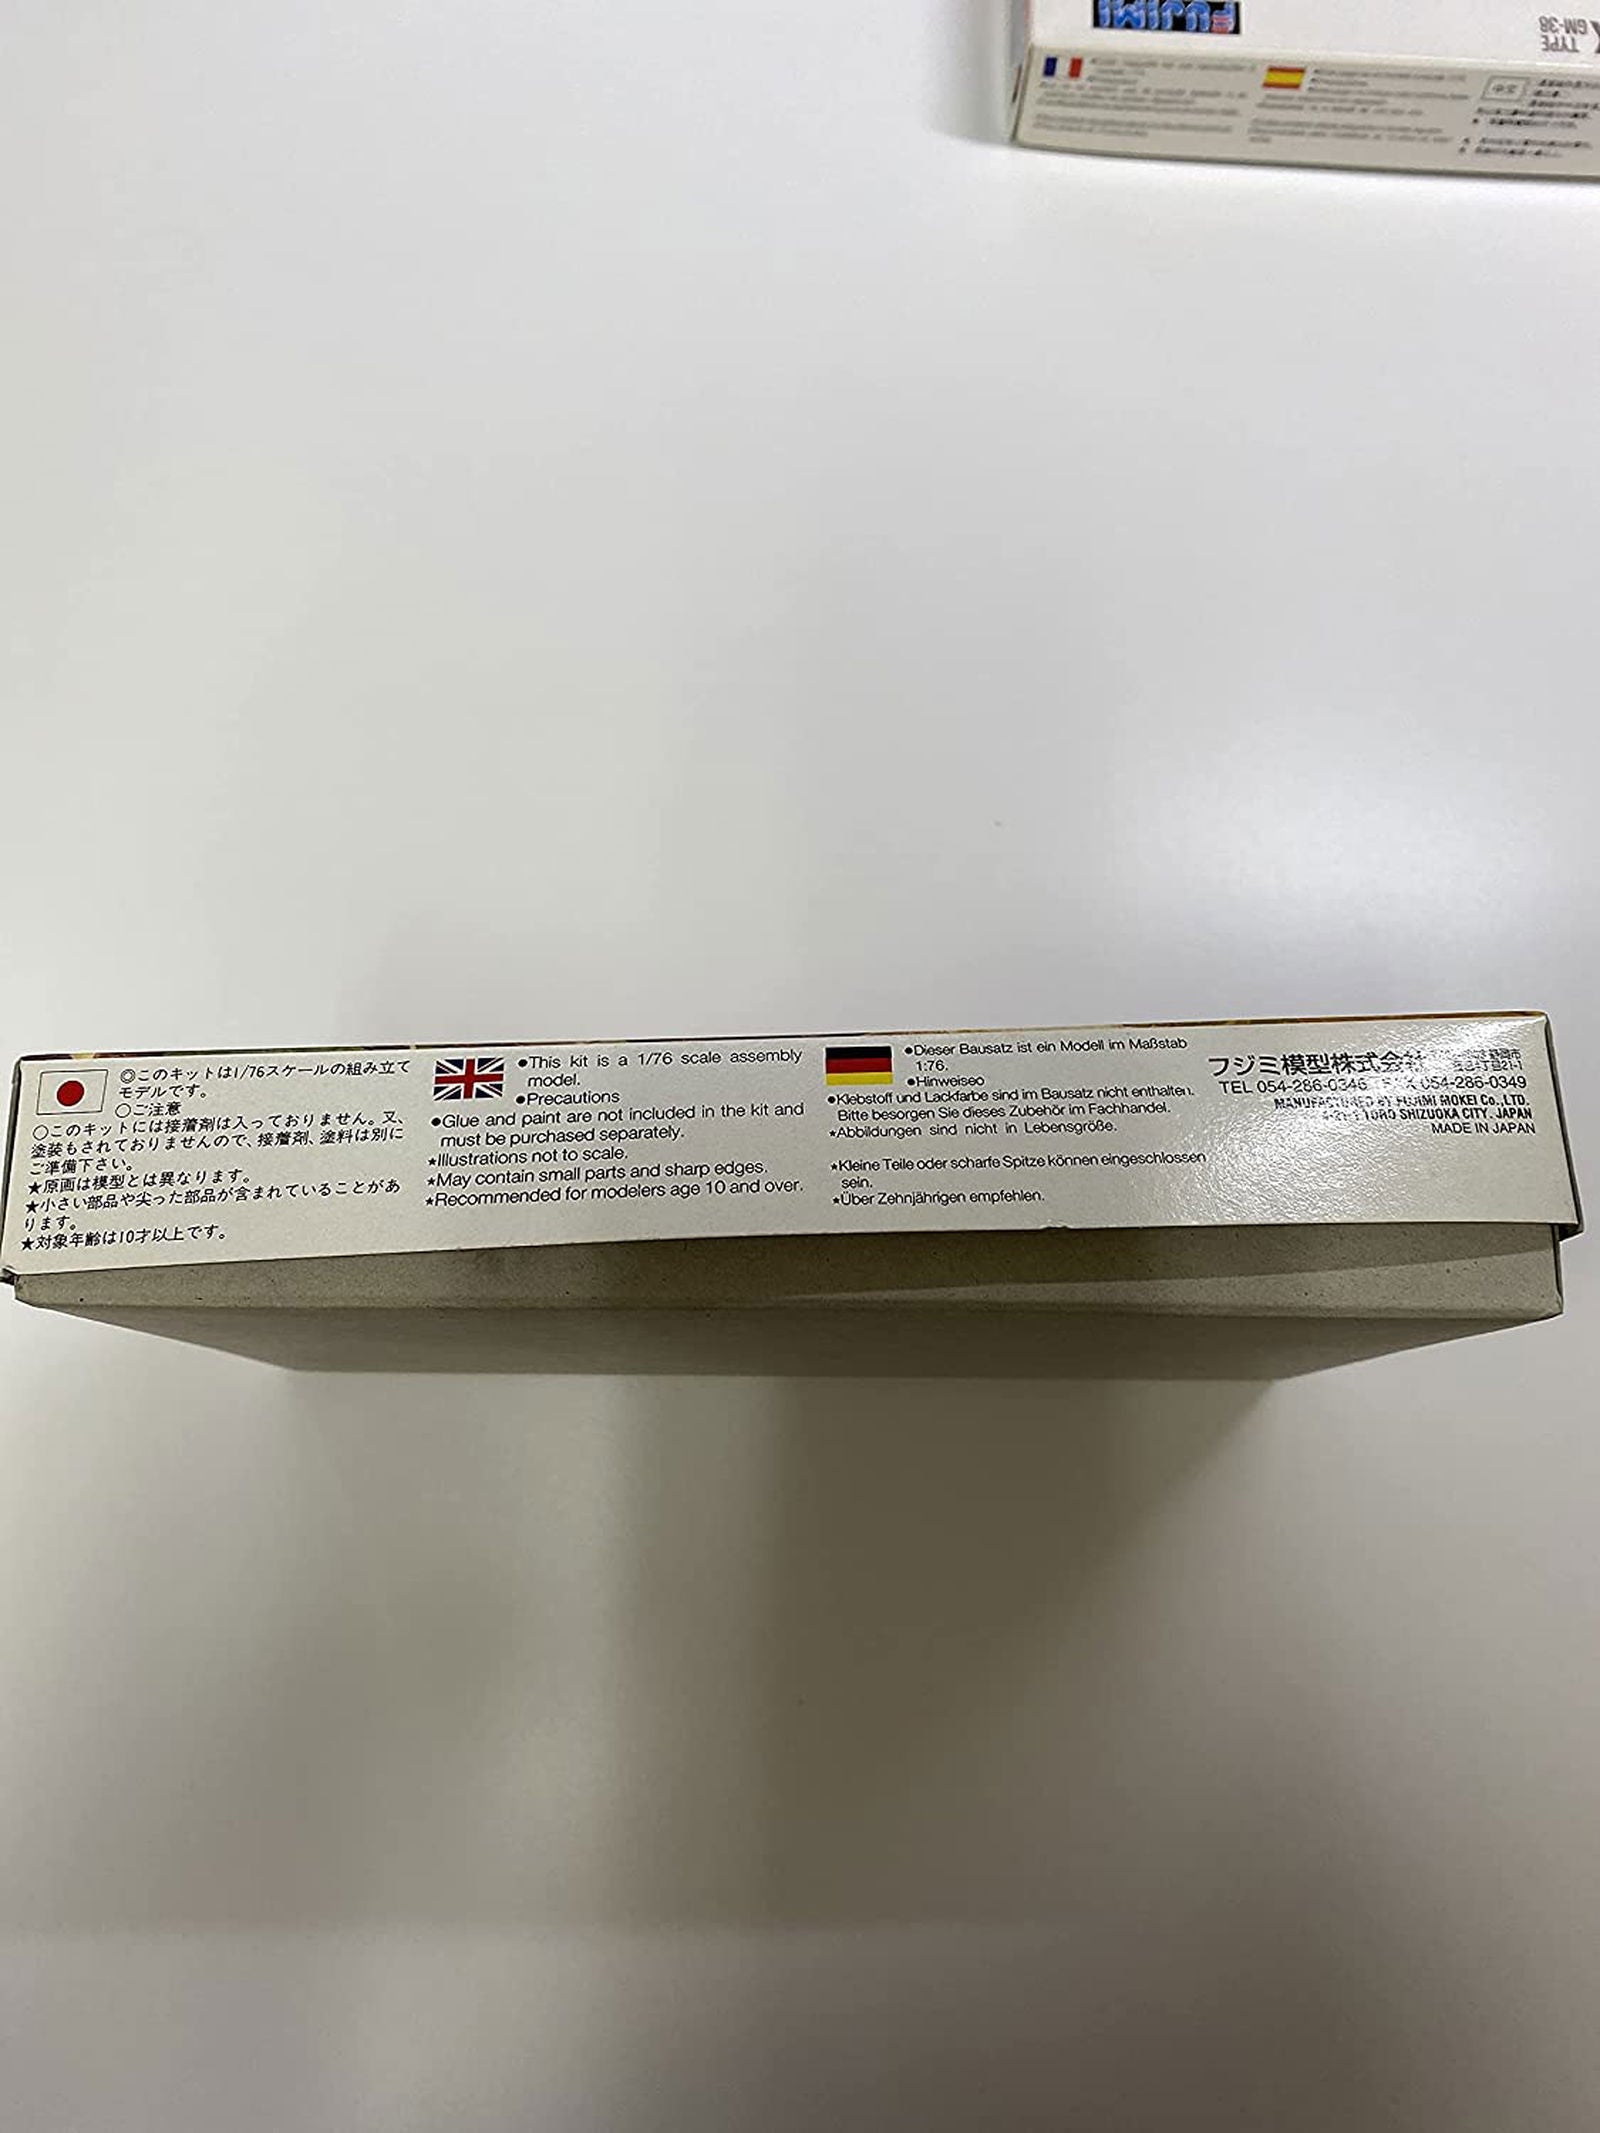 FUJIMI
TYPE
GM-38
◎このキットは1/76スケールの組み立て
モデルです。
○ご注意
○このキットには接着剤は入っておりません。又、
塗装もされておりませんので、接着剤、塗料は別に
ご準備下さい。
★原画は模型とは異なります。
★小さい部品や尖った部品が含まれていることがあ
ります。
★対象年齢は10才以上です。
●This kit is a 1/76 scale assembly
model.
●Precautions
●Glue and paint are not included in the kit and
must be purchased separately.
★Illustrations not to scale.
★May contain small parts and sharp edges.
★Recommended for modelers age 10 and over.
●Dieser Bausatz ist ein Modell im Maßstab
1:76.
●Hinweiseo
●Klebstoff und Lackfarbe sind im Bausatz nicht enthalten.
Bitte besorgen Sie dieses Zubehör im Fachhandel.
★Abbildungen sind nicht in Lebensgröße.
★Kleine Teile oder scharfe Spitze können eingeschlossen
sein.
★Über Zehnjährigen empfehlen.
フジミ模型株式会社
TEL 054-286-0346 FAX 054-286-0349
MANUFACTURED BY FUJIMI MOKEI Co., LTD.
4-21-1 TORO SHIZUOKA CITY, JAPAN
MADE IN JAPAN